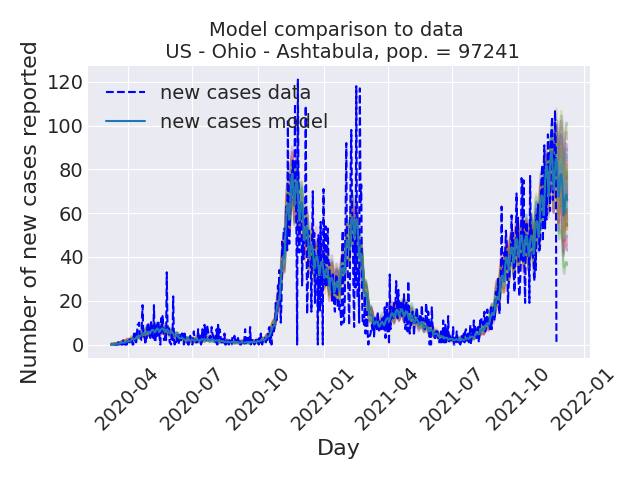 Model comparison to data
US - Ohio - Ashtabula, pop. = 97241
Number of new cases reported
120
100
80
60
40
20
0
new cases data
new cases model
2020-04
2020-07
2020-10
2021-01
2021-04
2021-07
2021-10
2022-01
Day